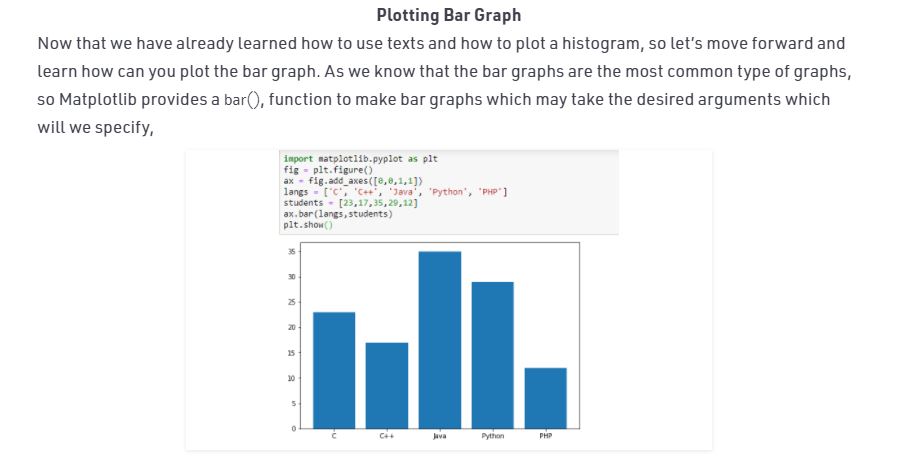 Plotting Bar Graph
Now that we have already learned how to use texts and how to plot a histogram, so let's move forward and
learn how can you plot the bar graph. As we know that the bar graphs are the most common type of graphs,
so Matplotlib provides a bar(), function to make bar graphs which may take the desired arguments which
will we specify,
import matplotlib.pyplot as plt
fig = plt.figure()
ax = fig.add_axes([0,0,1,1])
langs = ['C', 'C++', 'Java', 'Python', 'PHP']
students = [23,17,35,29,12]
ax.bar(langs,students)
plt.show()
35
30
25
20
15
10
5
0
C C++ Java Python PHP